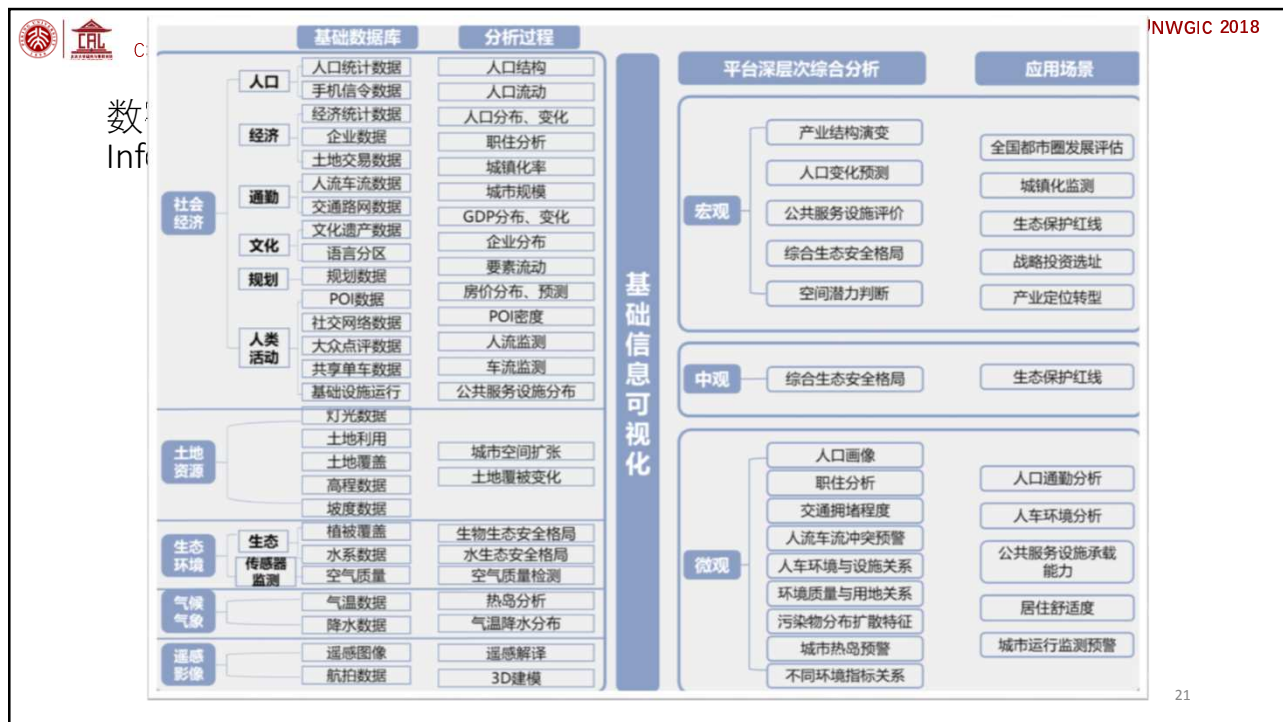 UNWGIC 2018
基础数据库
分析过程
社会
经济
人口
经济
通勤
文化
规划
人类
活动
人口统计数据
手机信令数据
经济统计数据
企业数据
土地交易数据
人流车流数据
交通路网数据
文化遗产数据
语言分区
规划数据
POI数据
社交网络数据
大众点评数据
共享单车数据
基础设施运行
人口结构
人口流动
人口分布、变化
职住分析
城镇化率
城市规模
GDP分布、变化
企业分布
要素流动
房价分布、预测
POI密度
人流监测
车流监测
公共服务设施分布
土地
资源
灯光数据
土地利用
土地覆盖
高程数据
坡度数据
城市空间扩张
土地覆被变化
生态
环境
生态
传感器
监测
植被覆盖
水系数据
空气质量
生物生态安全格局
水生态安全格局
空气质量检测
气候
气象
气温数据
降水数据
热岛分析
气温降水分布
遥感
影像
遥感图像
航拍数据
遥感解译
3D建模
基础信息可视化
平台深层次综合分析
应用场景
宏观
产业结构演变
人口变化预测
公共服务设施评价
综合生态安全格局
空间潜力判断
全国都市圈发展评估
城镇化监测
生态保护红线
战略投资选址
产业定位转型
中观
综合生态安全格局
生态保护红线
微观
人口画像
职住分析
交通拥堵程度
人流车流冲突预警
人车环境与设施关系
环境质量与用地关系
污染物分布扩散特征
城市热岛预警
不同环境指标关系
人口通勤分析
人车环境分析
公共服务设施承载
能力
居住舒适度
城市运行监测预警
21